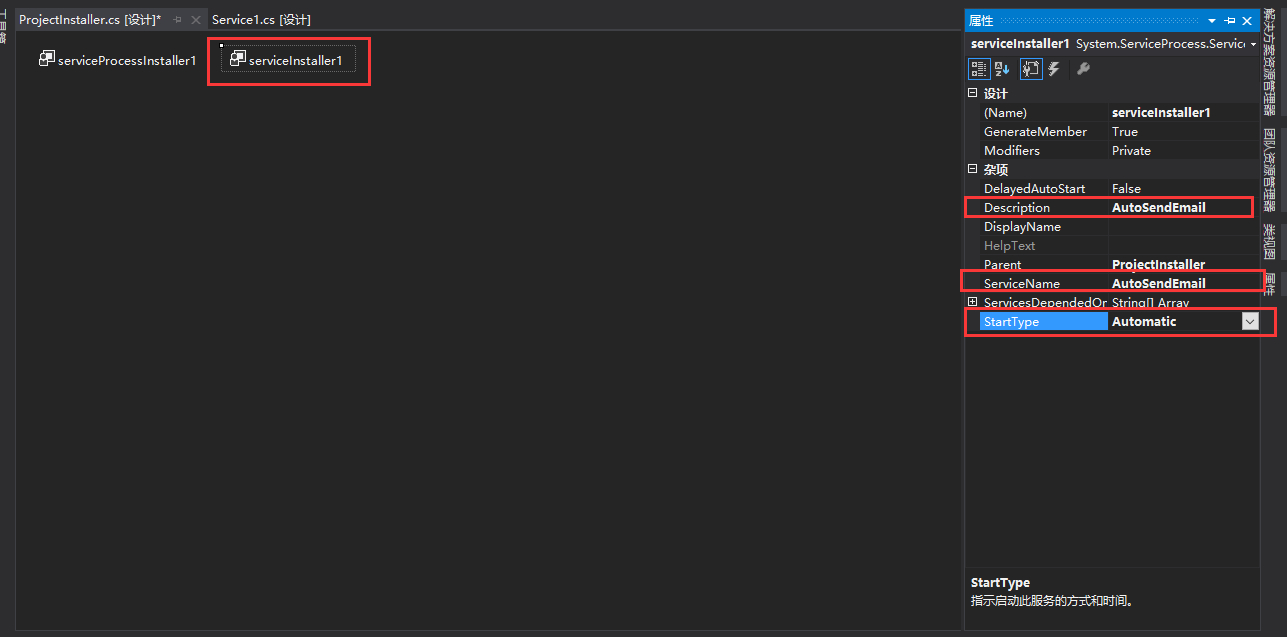 工具箱
ProjectInstaller.cs [设计]*
Service1.cs [设计]
serviceProcessInstaller1
serviceInstaller1
属性
serviceInstaller1 System.ServiceProcess.Servic
设计
(Name) serviceInstaller1
GenerateMember True
Modifiers Private
杂项
DelayedAutoStart False
Description AutoSendEmail
DisplayName
HelpText
Parent ProjectInstaller
ServiceName AutoSendEmail
ServicesDependedOr String[] Array
StartType Automatic
StartType
指示启动此服务的方式和时间。
解决方案资源管理器
团队资源管理器
类视图
属性